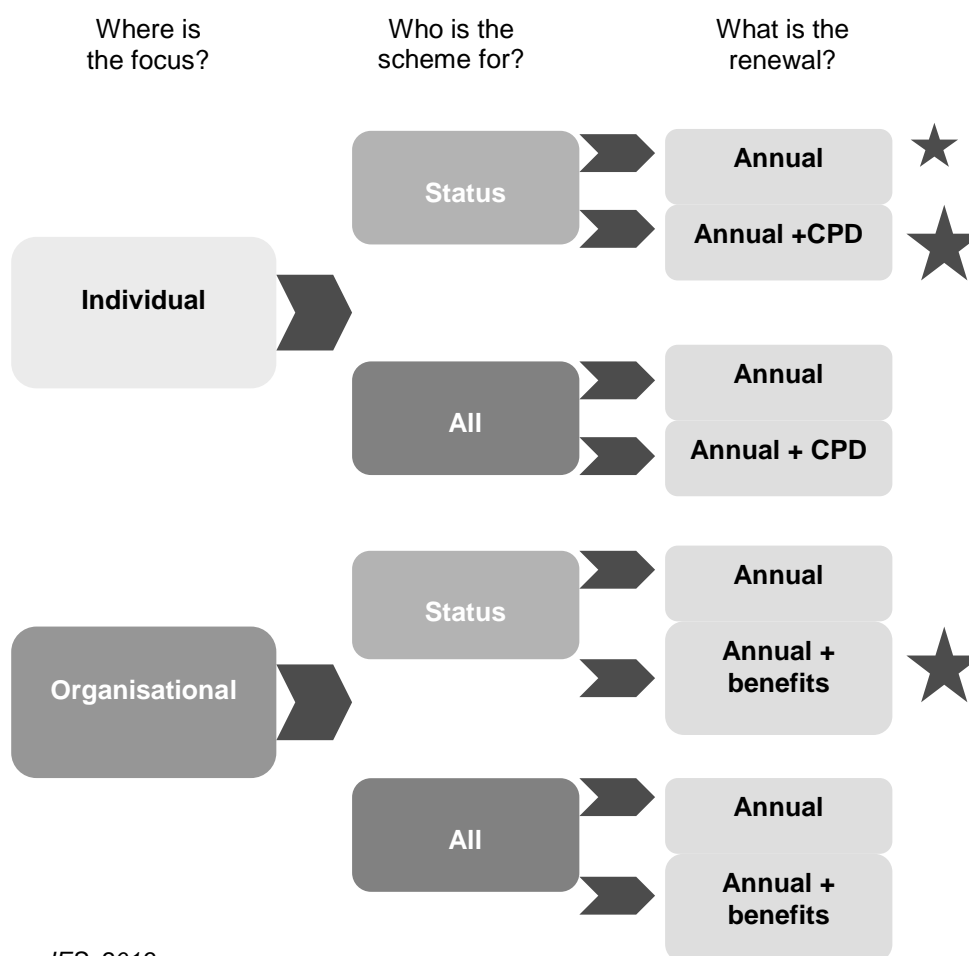 Where is
the focus?
Who is the
scheme for?
What is the
renewal?
Individual
Status
Annual
Annual +CPD
All
Annual
Annual + CPD
Organisational
Status
Annual
Annual +
benefits
All
Annual
Annual +
benefits